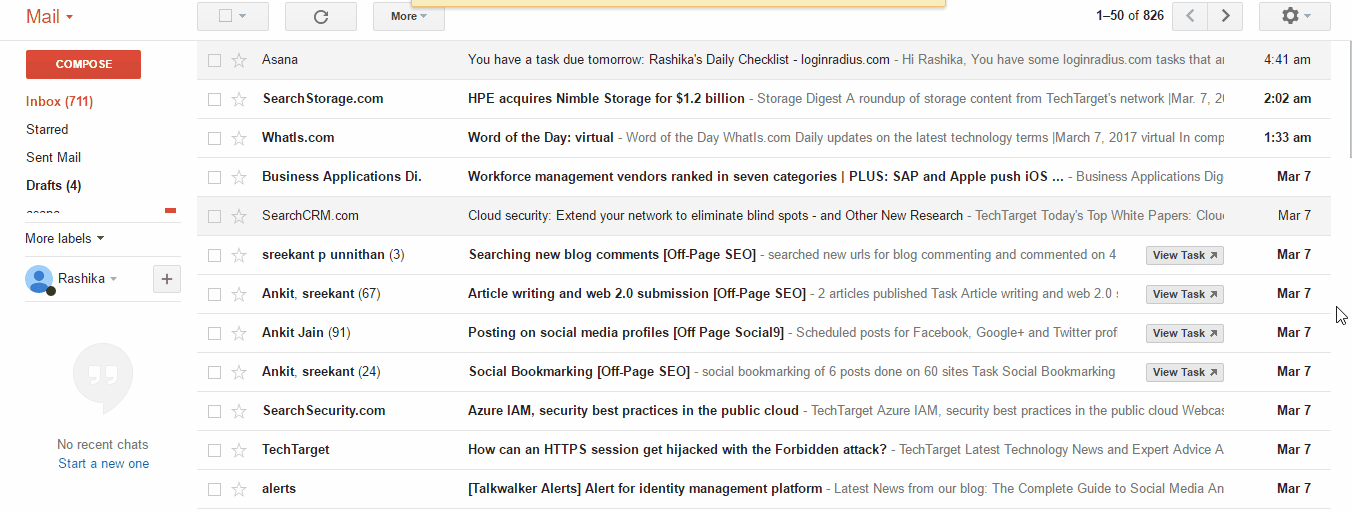 Mail
More
1–50 of 826
COMPOSE
Inbox (711)
Starred
Sent Mail
Drafts (4)
More labels
Rashika
No recent chats
Start a new one
Asana You have a task due tomorrow: Rashika's Daily Checklist - loginradius.com - Hi Rashika, You have some loginradius.com tasks that ar 4:41 am
SearchStorage.com HPE acquires Nimble Storage for $1.2 billion - Storage Digest A roundup of storage content from TechTarget's network |Mar. 7, 20 2:02 am
WhatIs.com Word of the Day: virtual - Word of the Day WhatIs.com Daily updates on the latest technology terms |March 7, 2017 virtual In comp 1:33 am
Business Applications Di. Workforce management vendors ranked in seven categories | PLUS: SAP and Apple push iOS ... - Business Applications Dig Mar 7
SearchCRM.com Cloud security: Extend your network to eliminate blind spots - and Other New Research - TechTarget Today's Top White Papers: Clou Mar 7
sreekant p unnithan (3) Searching new blog comments [Off-Page SEO] - searched new urls for blog commenting and commented on 4 View Task Mar 7
Ankit, sreekant (67) Article writing and web 2.0 submission [Off-Page SEO] - 2 articles published Task Article writing and web 2.0 View Task Mar 7
Ankit Jain (91) Posting on social media profiles [Off Page Social9] - Scheduled posts for Facebook, Google+ and Twitter prof View Task Mar 7
Ankit, sreekant (24) Social Bookmarking [Off-Page SEO] - social bookmarking of 6 posts done on 60 sites Task Social Bookmarking View Task Mar 7
SearchSecurity.com Azure IAM, security best practices in the public cloud - TechTarget Azure IAM, security best practices in the public cloud Webcas Mar 7
TechTarget How can an HTTPS session get hijacked with the Forbidden attack? - TechTarget Latest Technology News and Expert Advice A Mar 7
alerts [Talkwalker Alerts] Alert for identity management platform - Latest News from our blog: The Complete Guide to Social Media An Mar 7